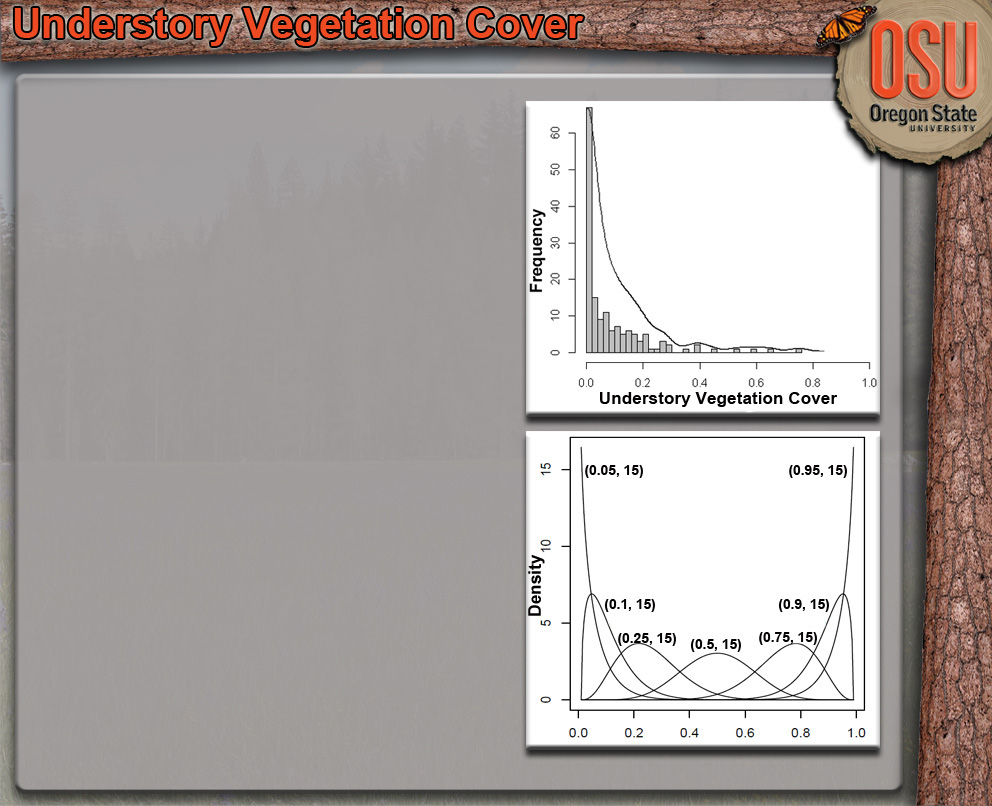 Understory Vegetation Cover
OSU
Oregon State
UNIVERSITY
Frequency
60
50
40
30
20
10
0
0.0 0.2 0.4 0.6 0.8 1.0
Understory Vegetation Cover
Density
15
10
5
0
(0.05, 15) (0.95, 15)
(0.1, 15) (0.9, 15)
(0.25, 15) (0.5, 15) (0.75, 15)
0.0 0.2 0.4 0.6 0.8 1.0